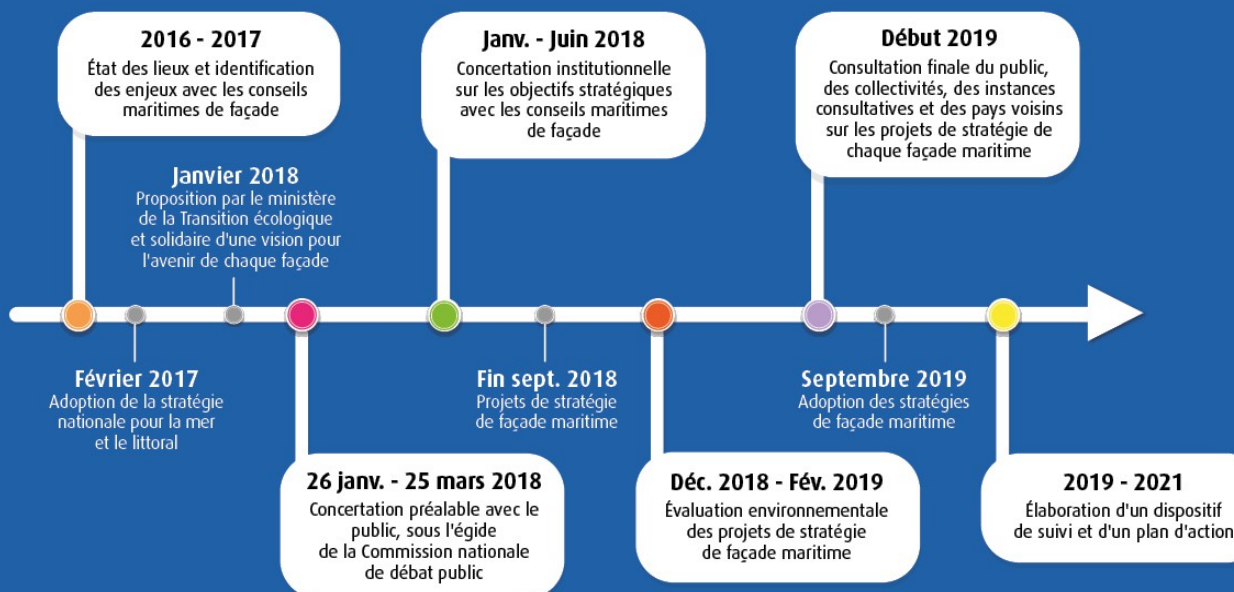 2016 - 2017
État des lieux et identification
des enjeux avec les conseils
maritimes de façade
Février 2017
Adoption de la stratégie
nationale pour la mer
et le littoral
Janvier 2018
Proposition par le ministère
de la Transition écologique
et solidaire d'une vision pour
l'avenir de chaque façade
26 janv. - 25 mars 2018
Concertation préalable avec le
public, sous l'égide
de la Commission nationale
de débat public
Janv. - Juin 2018
Concertation institutionnelle
sur les objectifs stratégiques
avec les conseils maritimes
de façade
Fin sept. 2018
Projets de stratégie
de façade maritime
Déc. 2018 - Fév. 2019
Évaluation environnementale
des projets de stratégie
de façade maritime
Début 2019
Consultation finale du public,
des collectivités, des instances
consultatives et des pays voisins
sur les projets de stratégie de
chaque façade maritime
Septembre 2019
Adoption des stratégies
de façade maritime
2019 - 2021
Élaboration d'un dispositif
de suivi et d'un plan d'action